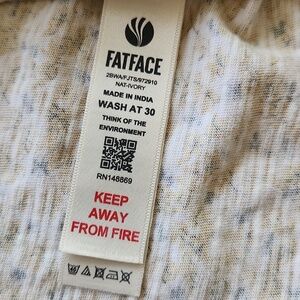 FATFACE
2BWA/FJTS/972910
NAT-IVORY
MADE IN INDIA
WASH AT 30
THINK OF THE
ENVIRONMENT
RN148869
KEEP
AWAY
FROM FIRE